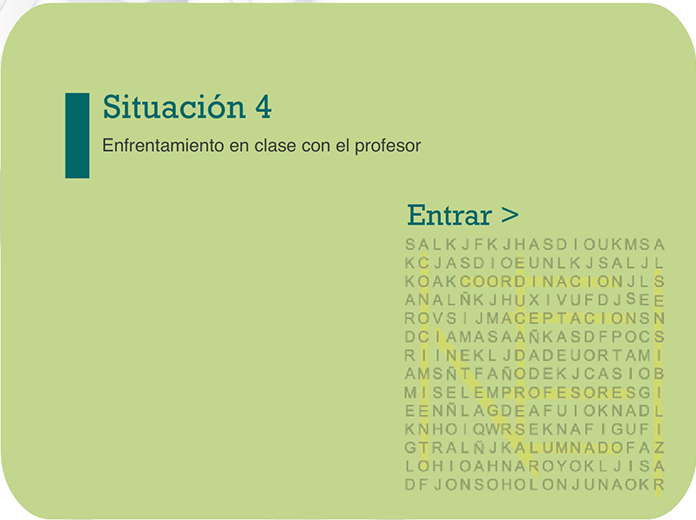 Situación 4
Enfrentamiento en clase con el profesor
Entrar >
SALKJFKJHASDIOUKMSA
KCJASDIOEUNLKJSALJL
KOAKCOORDINACIONJLS
ANALÑKJHUXIVUFDJSEE
ROVSIJMACEPTACIONSN
DCIAMASAAÑKASDFPOCS
RIINEKLJDADEUORTAMI
AMSÑTFAÑODEKJCASIOB
MISELEMPROFESORESGI
EENÑLAGDEAFUIOKNADL
KNHOIQWRSEKNAFIGUFI
GTRALÑJKALUMNADOFAZ
LOHIOAHNAROYOKLJISA
DFJONSOHOLONJUNAOKR